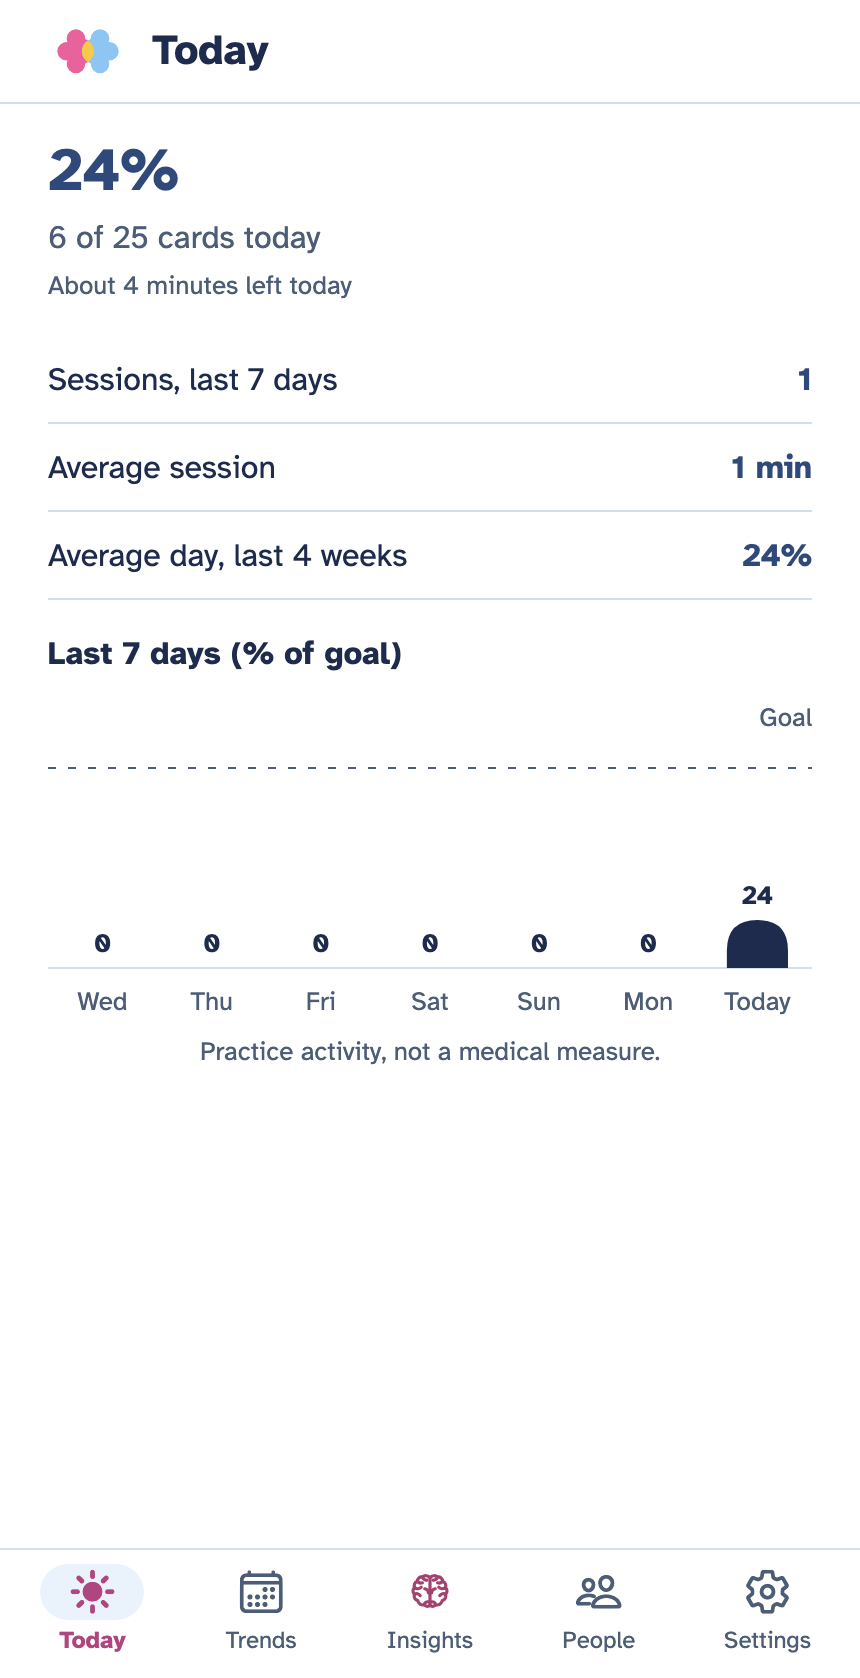 Today
24%
6 of 25 cards today
About 4 minutes left today
Sessions, last 7 days 1
Average session 1 min
Average day, last 4 weeks 24%
Last 7 days (% of goal)
Goal
0 0 0 0 0 0 24
Wed Thu Fri Sat Sun Mon Today
Practice activity, not a medical measure.
Today Trends Insights People Settings